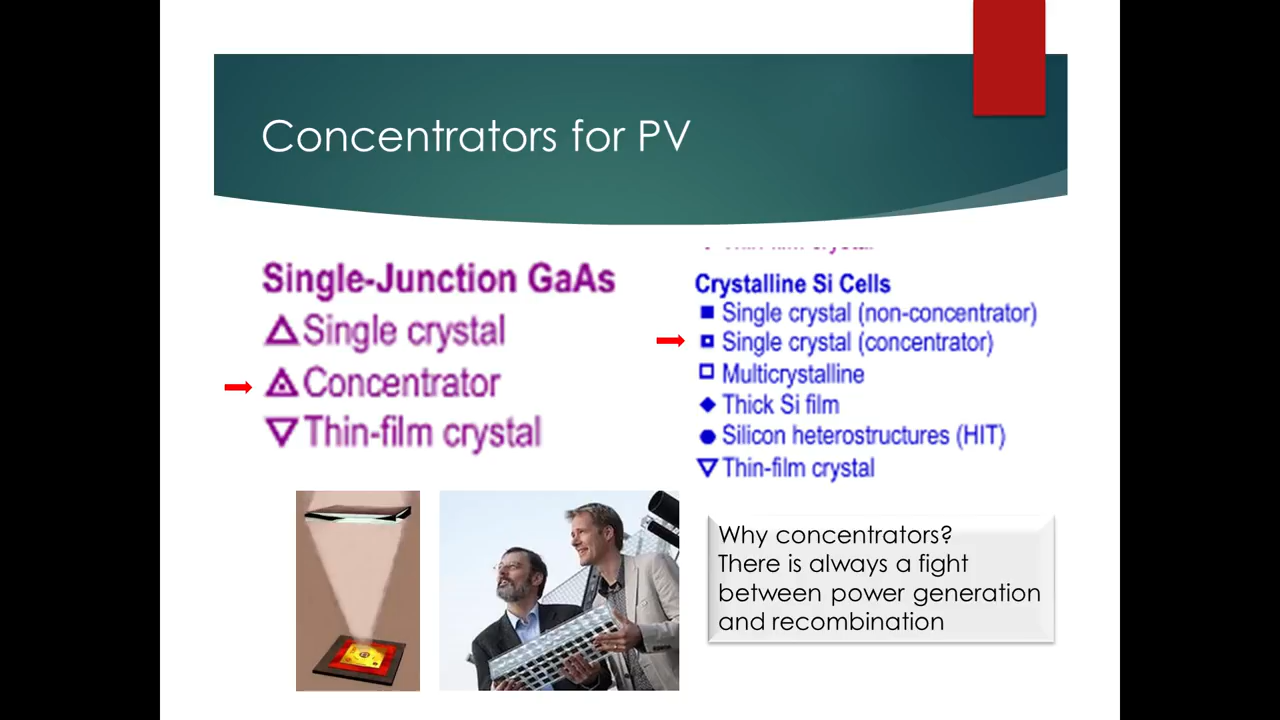 Concentrators for PV
Single-Junction GaAs
Single crystal
Concentrator
Thin-film crystal
Crystalline Si Cells
Single crystal (non-concentrator)
Single crystal (concentrator)
Multicrystalline
Thick Si film
Silicon heterostructures (HIT)
Thin-film crystal
Why concentrators?
There is always a fight
between power generation
and recombination